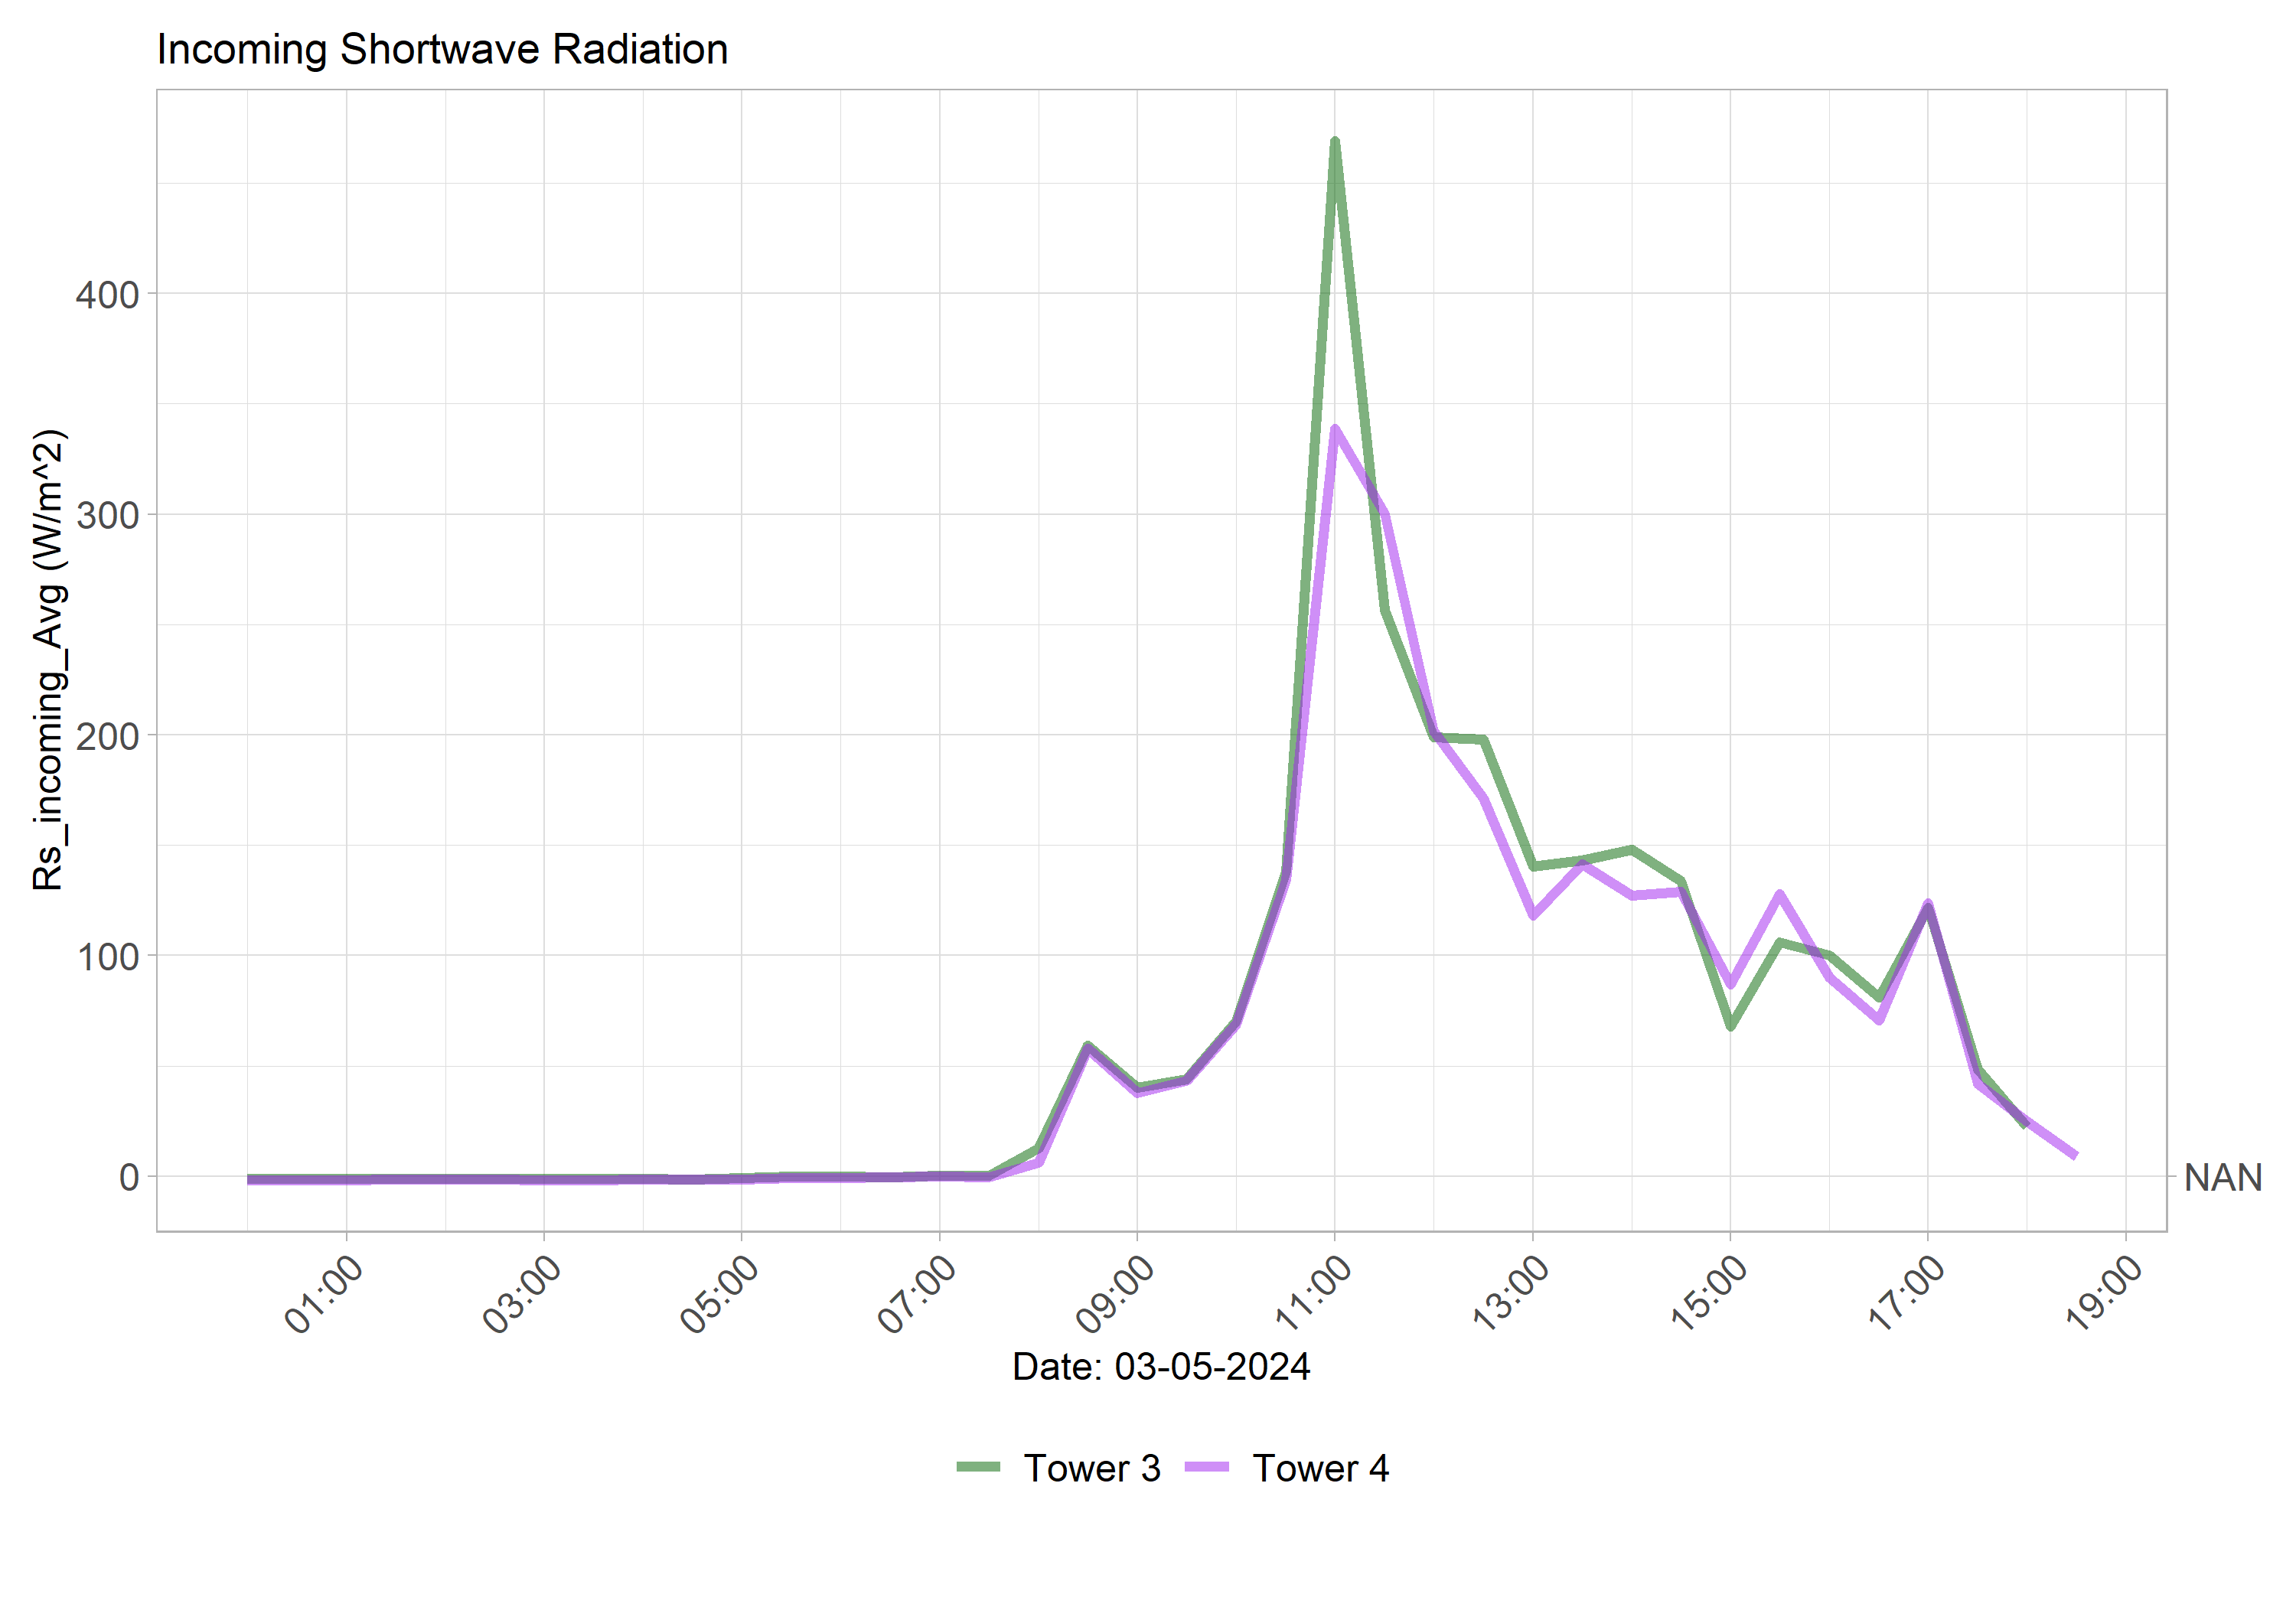 Incoming Shortwave Radiation
Rs_incoming_Avg (W/m^2)
400
300
200
100
0
NAN
01:00
03:00
05:00
07:00
09:00
11:00
13:00
15:00
17:00
19:00
Date: 03-05-2024
Tower 3
Tower 4